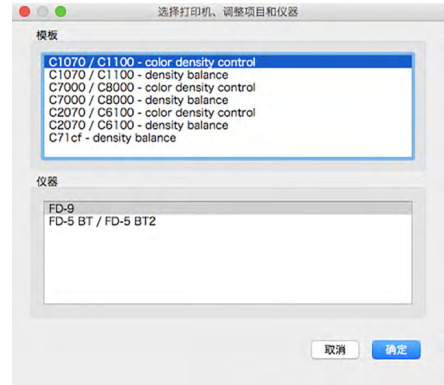 选择打印机、调整项目和仪器
模板
C1070 / C1100 - color density control
C1070 / C1100 - density balance
C7000 / C8000 - color density control
C7000 / C8000 - density balance
C2070 / C6100 - color density control
C2070 / C6100 - density balance
C71cf - density balance
仪器
FD-9
FD-5 BT / FD-5 BT2
取消
确定